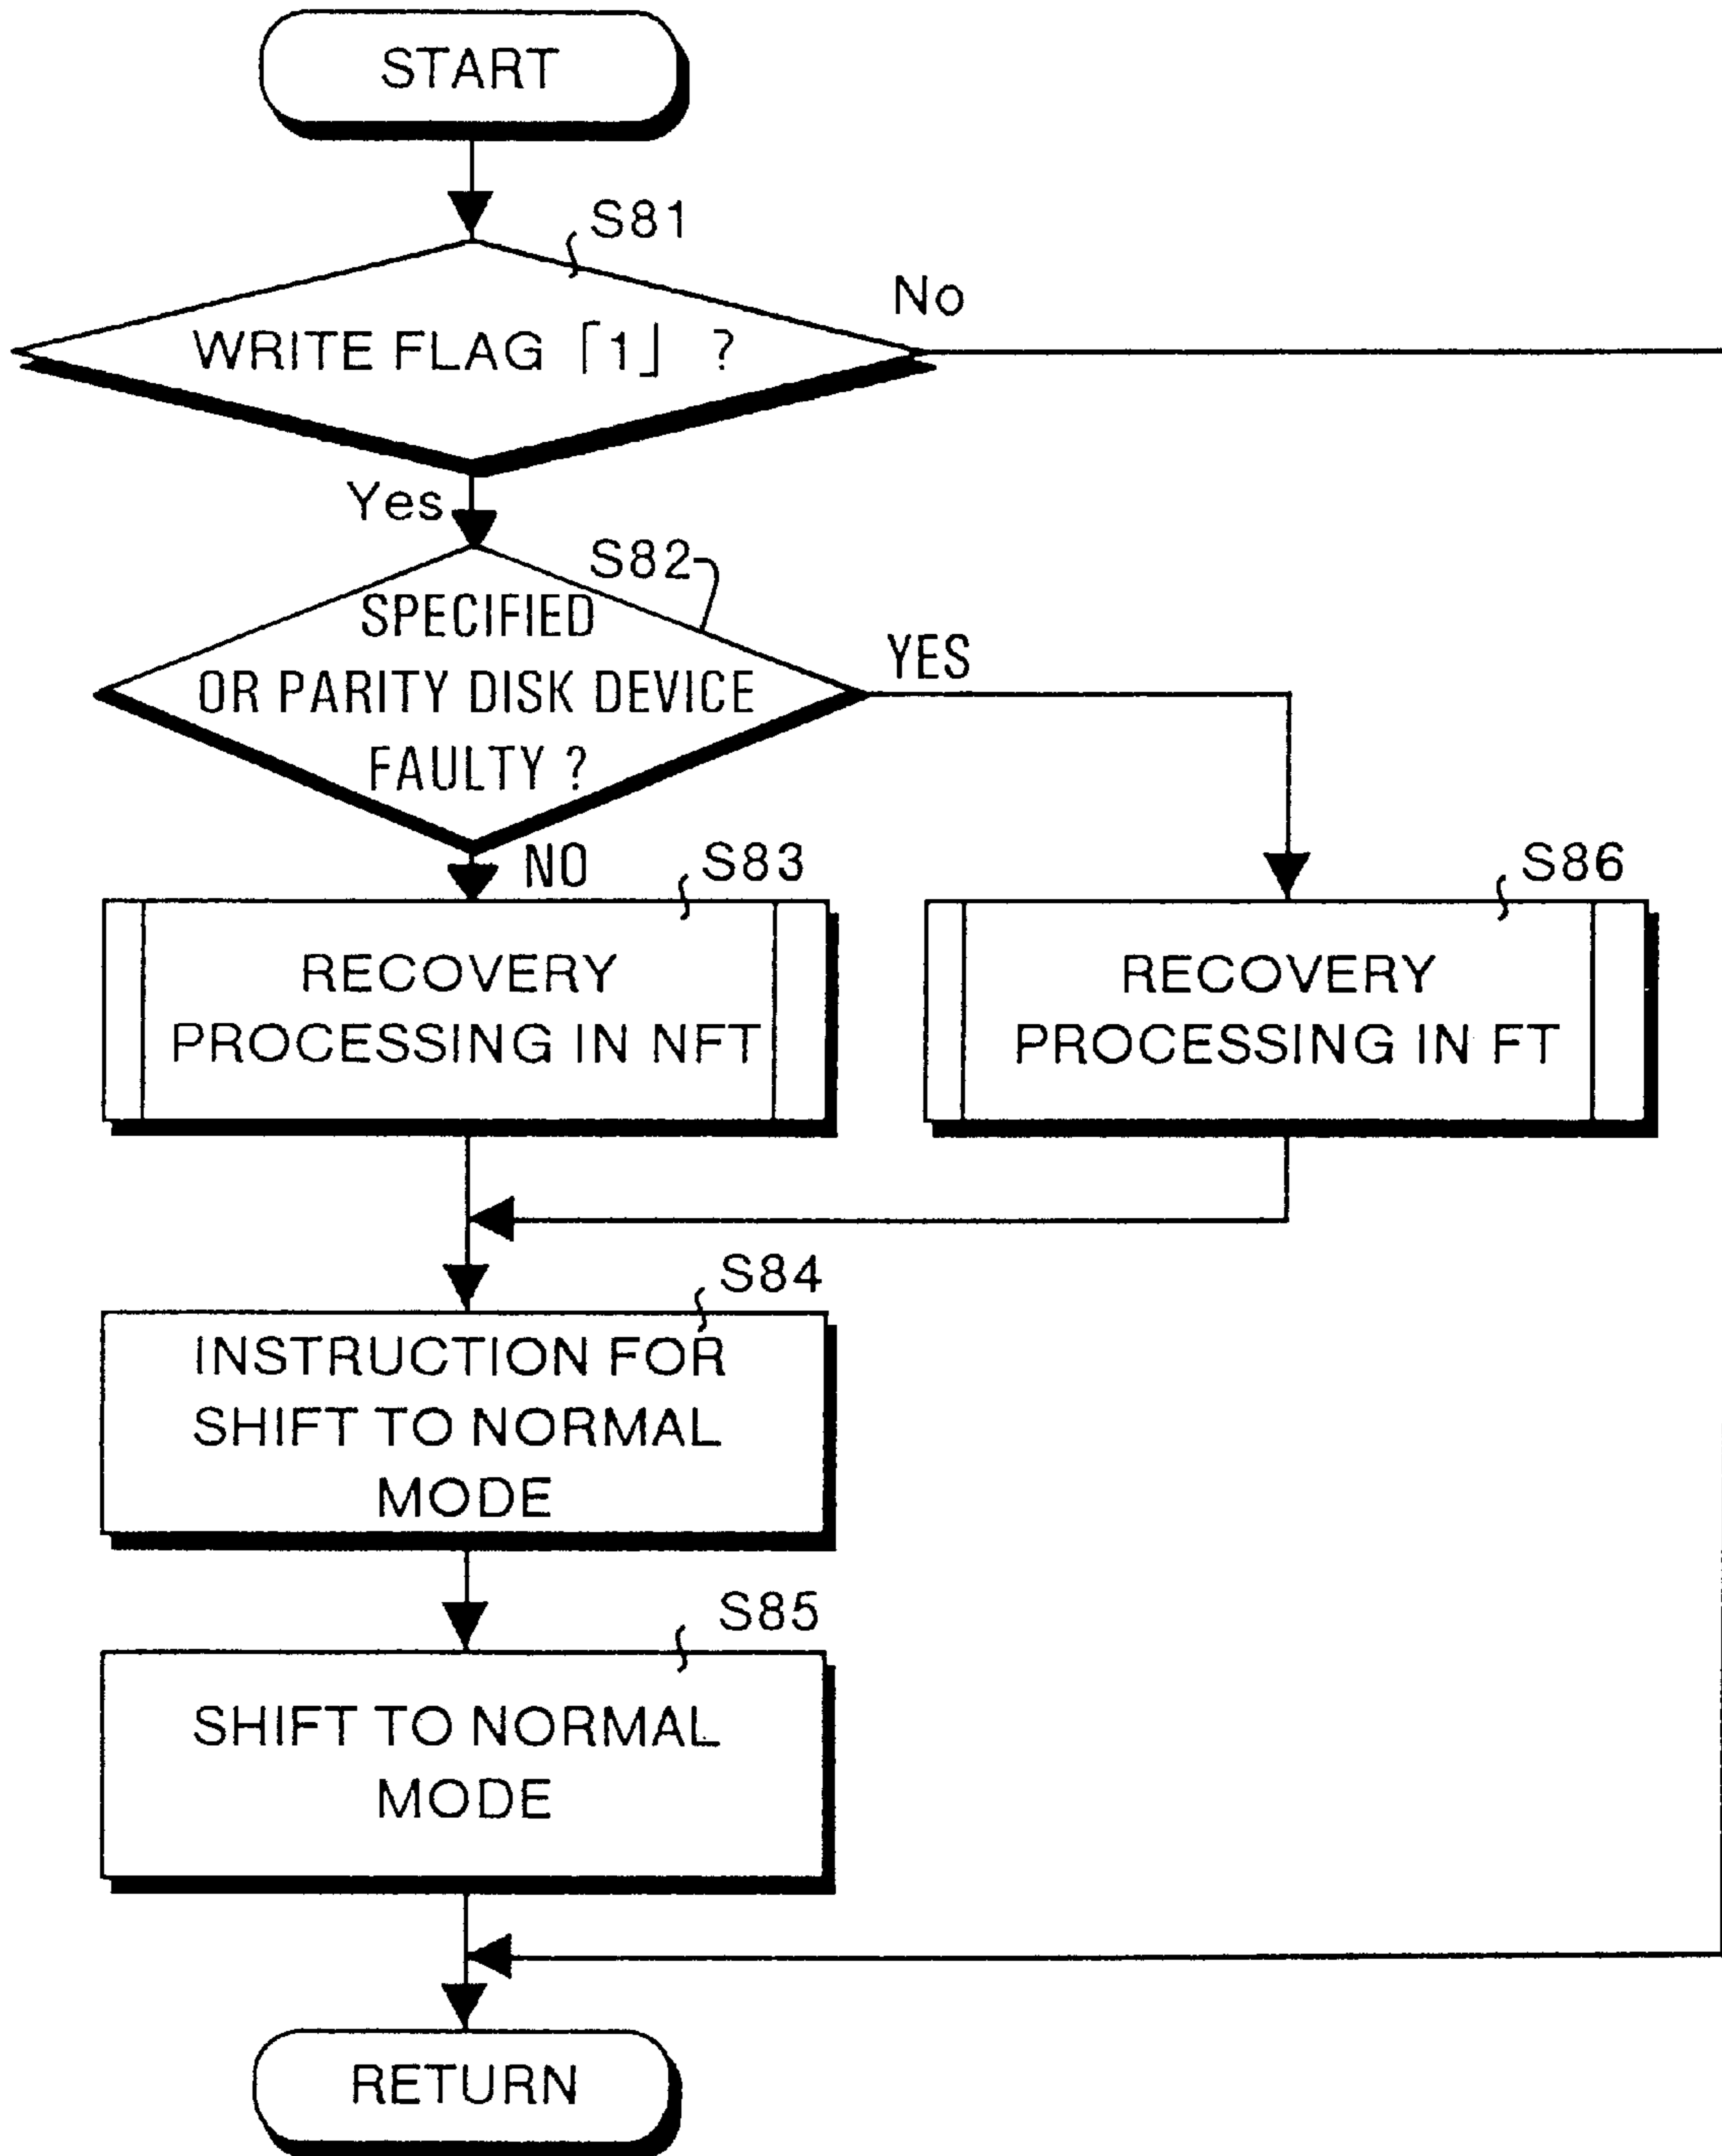 START
S81
WRITE FLAG 「1」 ?
No
Yes
S82
SPECIFIED
OR PARITY DISK DEVICE
FAULTY ?
YES
NO
S83
RECOVERY
PROCESSING IN NFT
S86
RECOVERY
PROCESSING IN FT
S84
INSTRUCTION FOR
SHIFT TO NORMAL
MODE
S85
SHIFT TO NORMAL
MODE
RETURN